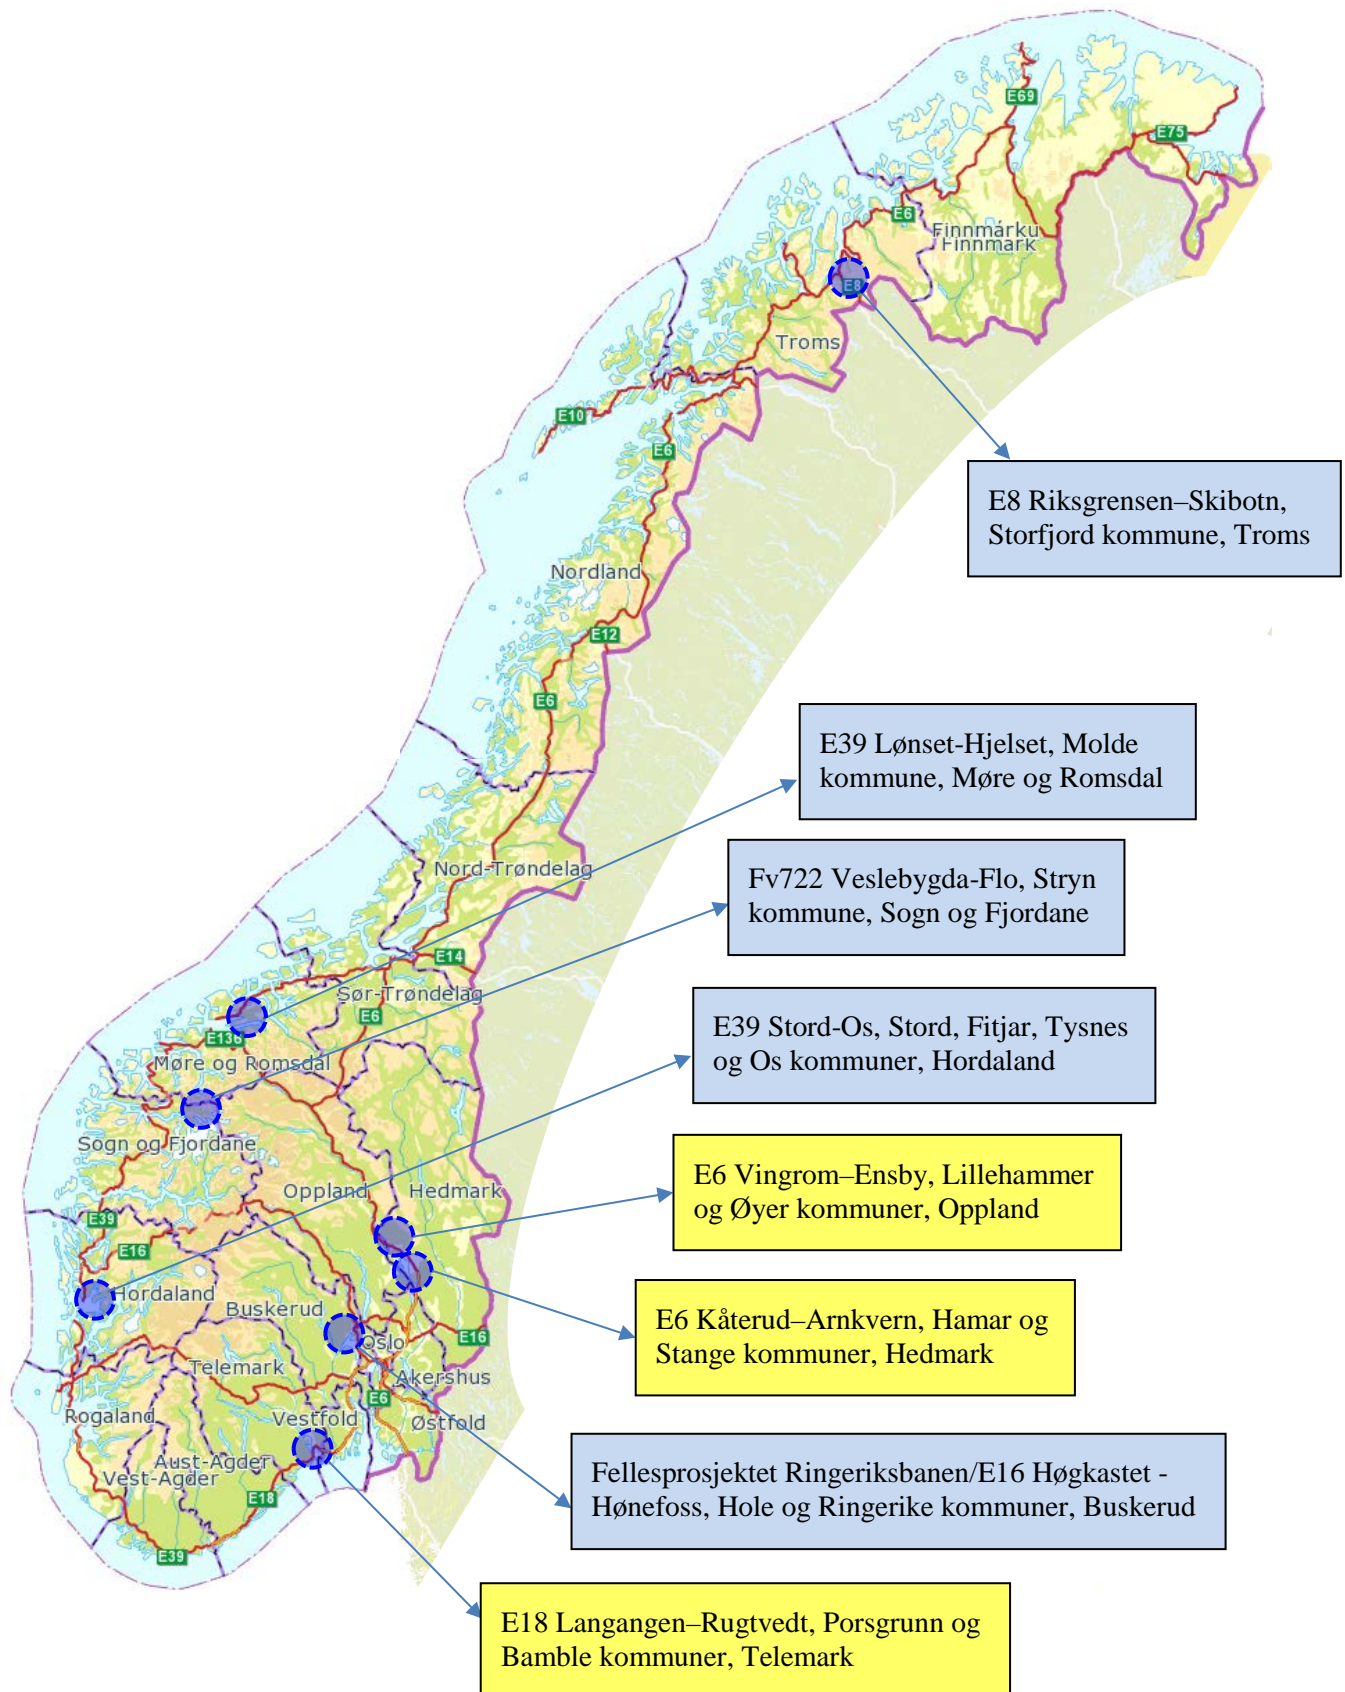 E69
E75
E6
Finnmárku
Finnmark
E8
Troms
E10
E6
E8 Riksgrensen–Skibotn,
Storfjord kommune, Troms
Nordland
E12
E6
E39 Lønset-Hjelset, Molde
kommune, Møre og Romsdal
Nord-Trøndelag
Fv722 Veslebygda-Flo, Stryn
kommune, Sogn og Fjordane
E14
Sør-Trøndelag
E6
E136
Møre og Romsdal
E39 Stord-Os, Stord, Fitjar, Tysnes
og Os kommuner, Hordaland
Sogn og Fjordane
Oppland
Hedmark
E6 Vingrom–Ensby, Lillehammer
og Øyer kommuner, Oppland
E39
E16
Hordaland
Buskerud
Oslo
E16
E6 Kåterud–Arnkvern, Hamar og
Stange kommuner, Hedmark
Telemark
Akershus
E6
Rogaland
Vestfold
Østfold
Aust-Agder
Vest-Agder
E18
Fellesprosjektet Ringeriksbanen/E16 Høgkastet -
Hønefoss, Hole og Ringerike kommuner, Buskerud
E39
E18 Langangen–Rugtvedt, Porsgrunn og
Bamble kommuner, Telemark